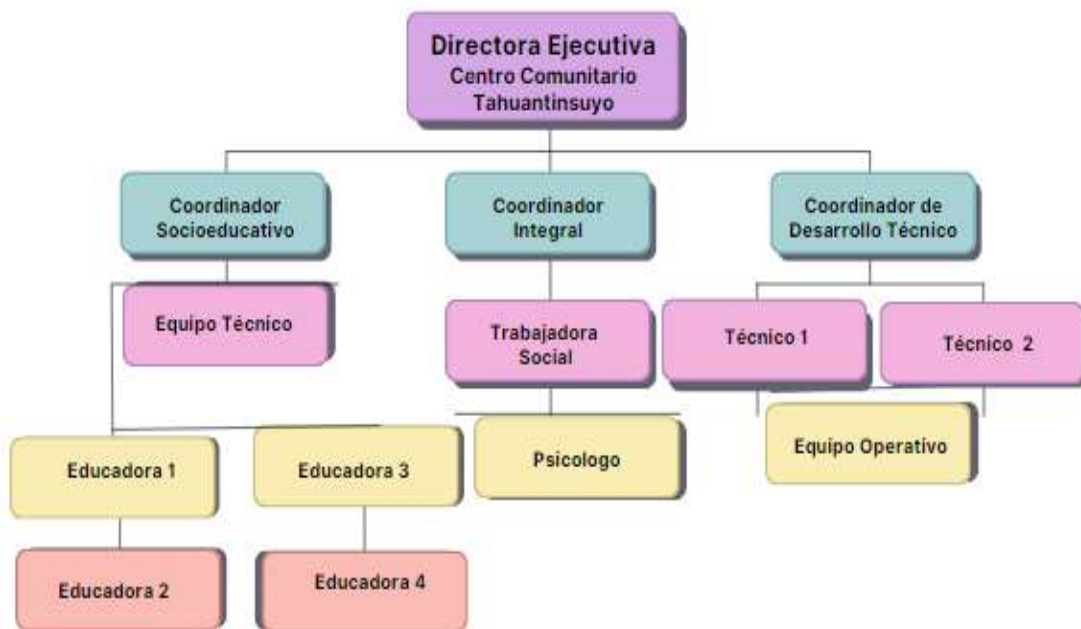 Directora Ejecutiva
Centro Comunitario
Tahuantinsuyo
Coordinador
Socioeducativo
Coordinador
Integral
Coordinador de
Desarrollo Técnico
Equipo Técnico
Trabajadora
Social
Técnico 1
Técnico 2
Educadora 1
Educadora 3
Psicologo
Equipo Operativo
Educadora 2
Educadora 4